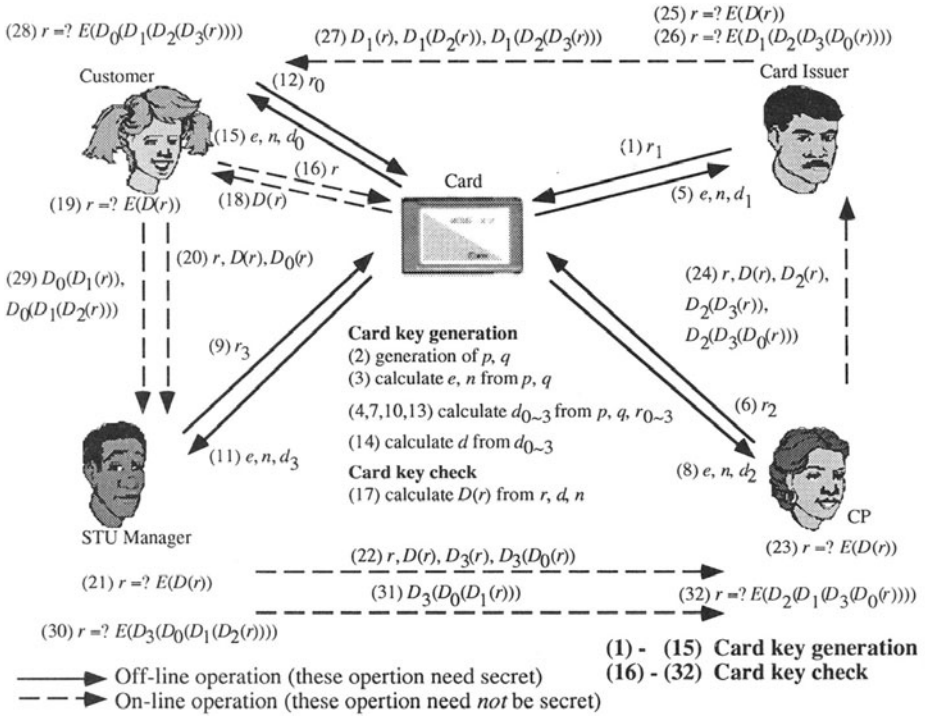 (28) r =? E(D0(D1(D2(D3(r)))))
(25) r =? E(D(r))
(27) D1(r), D1(D2(r)), D1(D2(D3(r)))
(26) r =? E(D1(D2(D3(D0(r))))
Customer
(12) r0
Card Issuer
(15) e, n, d0
(16) r
(1) r1
Card
(18) D(r)
(5) e, n, d1
(19) r =? E(D(r))
(20) r, D(r), D0(r)
(29) D0(D1(r)),
D0(D1(D2(r)))
(24) r, D(r), D2(r),
D2(D3(r)),
D2(D3(D0(r)))
(9) r3
Card key generation
(2) generation of p, q
(3) calculate e, n from p, q
(6) r2
(4,7,10,13) calculate d0~3 from p, q, r0~3
(14) calculate d from d0~3
(11) e, n, d3
Card key check
(8) e, n, d2
(17) calculate D(r) from r, d, n
CP
STU Manager
(23) r =? E(D(r))
(22) r, D(r), D3(r), D3(D0(r))
(21) r =? E(D(r))
(31) D3(D0(D1(r)))
(32) r =? E(D2(D1(D3(D0(r))))
(30) r =? E(D3(D0(D1(D2(r))))
(1) - (15) Card key generation
Off-line operation (these opertion need secret)
(16) - (32) Card key check
On-line operation (these opertion need not be secret)